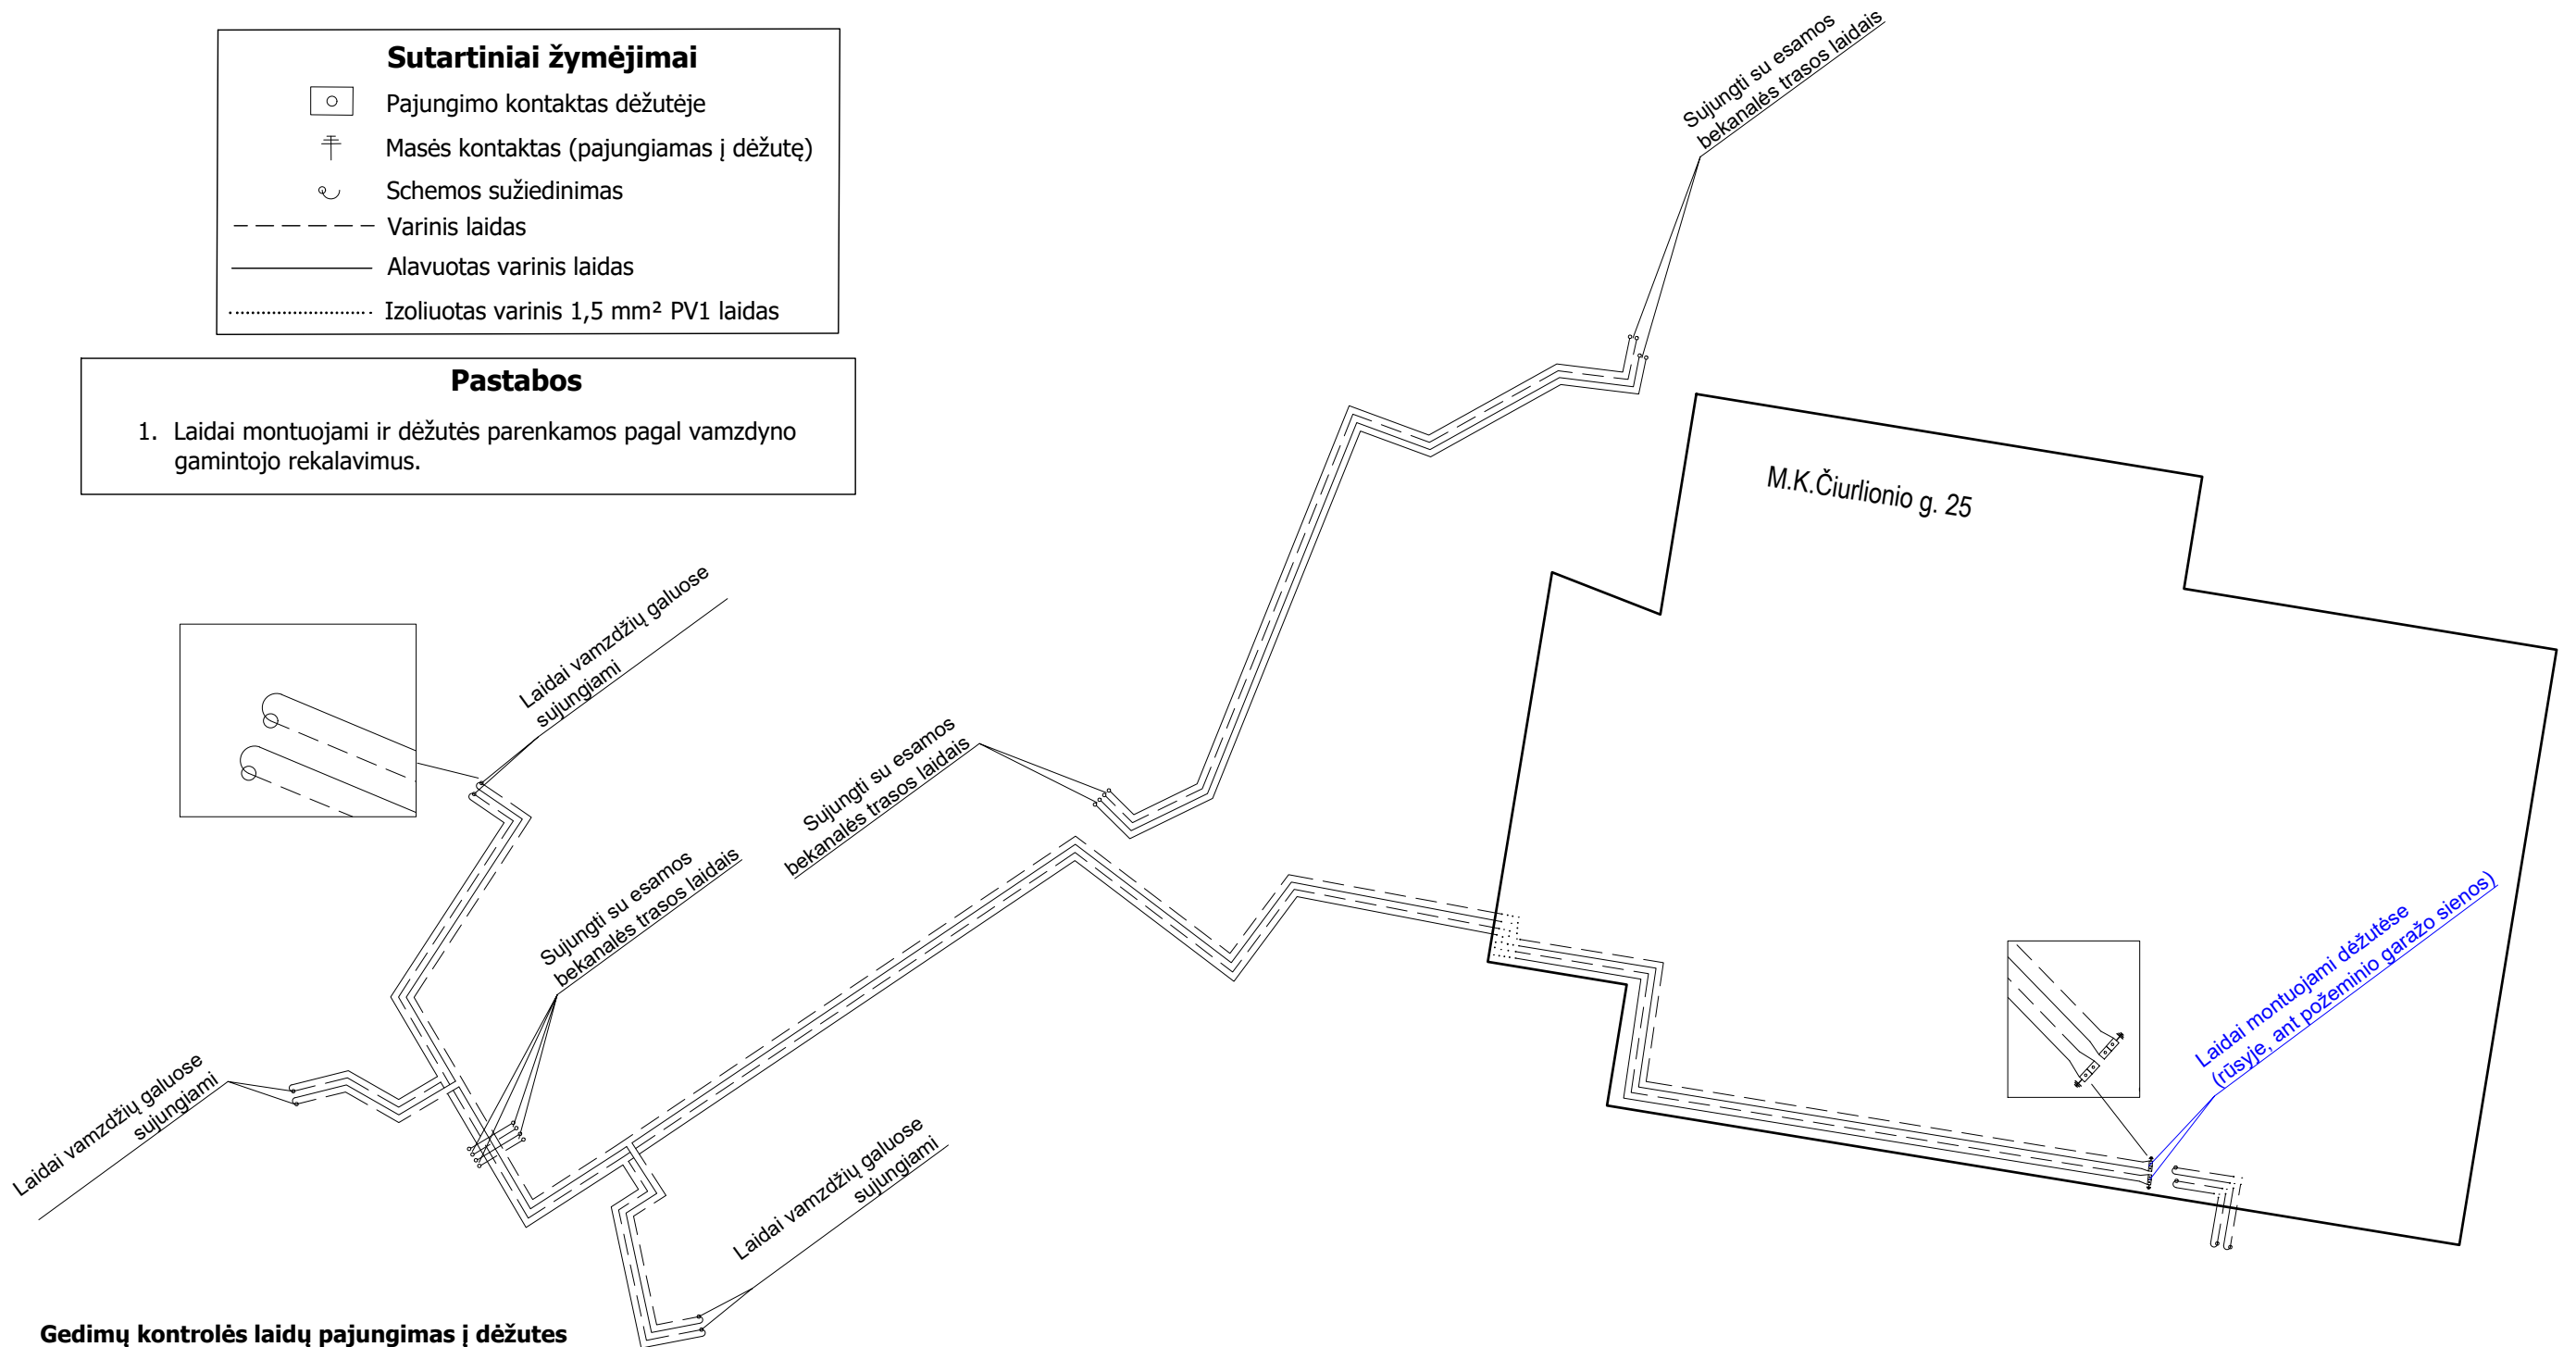 Sutartiniai žymėjimai
Pajungimo kontaktas dėžutėje
Masės kontaktas (pajungiamas į dėžutę)
Schemos sužiedinimas
Varinis laidas
Alavuotas varinis laidas
Izoliuotas varinis 1,5 mm² PV1 laidas
Pastabos
1. Laidai montuojami ir dėžutės parenkamos pagal vamzdyno
gamintojo rekalavimus.
Sujungti su esamos
bekanalės trasos laidais
M.K.Čiurlionio g. 25
Laidai vamzdžių galuose
sujungiami
Sujungti su esamos
bekanalės trasos laidais
Sujungti su esamos
bekanalės trasos laidais
Laidai montuojami dėžutėse
(rūsyje, ant požeminio garažo sienos)
Laidai vamzdžių galuose
sujungiami
Laidai vamzdžių galuose
sujungiami
Gedimų kontrolės laidų pajungimas į dėžutes